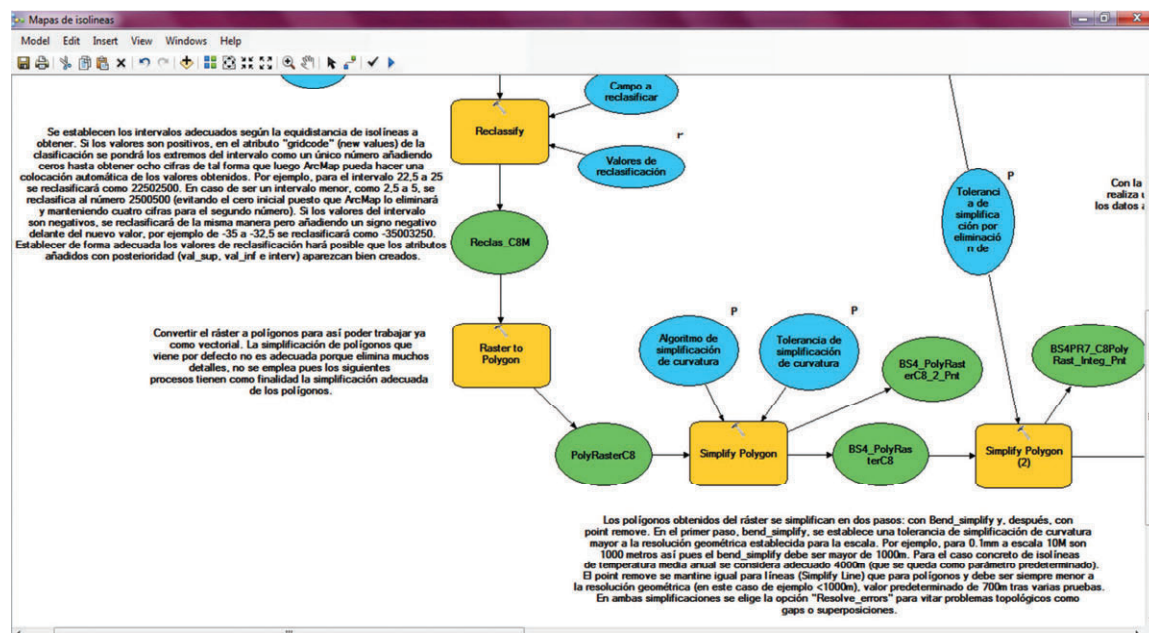 Mapas de isolineas
Model Edit Insert View Windows Help
Campo a
reclasificar
Reclassify
Valores de
reclasificación
Se establecen los intervalos adecuados según la equidistancia de isolíneas a
obtener. Si los valores son positivos, en el atributo "gridcode" (new values) de la
clasificación se pondrá los extremos del intervalo como un único número añadiendo
ceros hasta obtener ocho cifras de tal forma que luego ArcMap pueda hacer una
colocación automática de los valores obtenidos. Por ejemplo, para el intervalo 22,5 a 25
se reclasificará como 22502500. En caso de ser un intervalo menor, como 2,5 a 5, se
reclasifica al número 2500500 (evitando el cero inicial puesto que ArcMap lo eliminará
y manteniendo cuatro cifras para el segundo número). Si los valores del intervalo
son negativos, se reclasificará de la misma manera pero añadiendo un signo negativo
delante del nuevo valor, por ejemplo de -35 a -32,5 se reclasificará como -35003250.
Establecer de forma adecuada los valores de reclasificación hará posible que los atributos
añadidos con posterioridad (val_sup, val_inf e interv) aparezcan bien creados.
Reclas_C8M
P
Toleranc
ia de
simplific
ación por
eliminació
n de
Con la
realiza u
los datos a
Convertir el ráster a polígonos para así poder trabajar ya
como vectorial. La simplificación de polígonos que
viene por defecto no es adecuada porque elimina muchos
detalles, no se emplea pues los siguientes
procesos tienen como finalidad la simplificación adecuada
de los polígonos.
Raster to
Polygon
P
Algoritmo de
simplificación
de curvatura
P
Tolerancia de
simplificación
de curvatura
BS4_PolyRast
erC8_2_Pnt
BS4PR7_C8Poly
Rast_Integ_Pnt
PolyRasterC8
Simplify Polygon
BS4_PolyRas
terC8
Simplify Polygon
(2)
Los polígonos obtenidos del ráster se simplifican en dos pasos: con Bend_simplify y, después, con
point remove. En el primer paso, bend_simplify, se establece una tolerancia de simplificación de curvatura
mayor a la resolución geométrica establecida para la escala. Por ejemplo, para 0.1mm a escala 10M son
1000 metros así pues el bend_simplify debe ser mayor de 1000m. Para el caso concreto de isolíneas
de temperatura media anual se considera adecuado 4000m (que se queda como parámetro predeterminado).
El point remove se mantine igual para líneas (Simplify Line) que para polígonos y debe ser siempre menor a
la resolución geométrica (en este caso de ejemplo <1000m), valor predeterminado de 700m tras varias pruebas.
En ambas simplificaciones se elige la opción "Resolve_errors" para vitar problemas topológicos como
gaps o superposiciones.